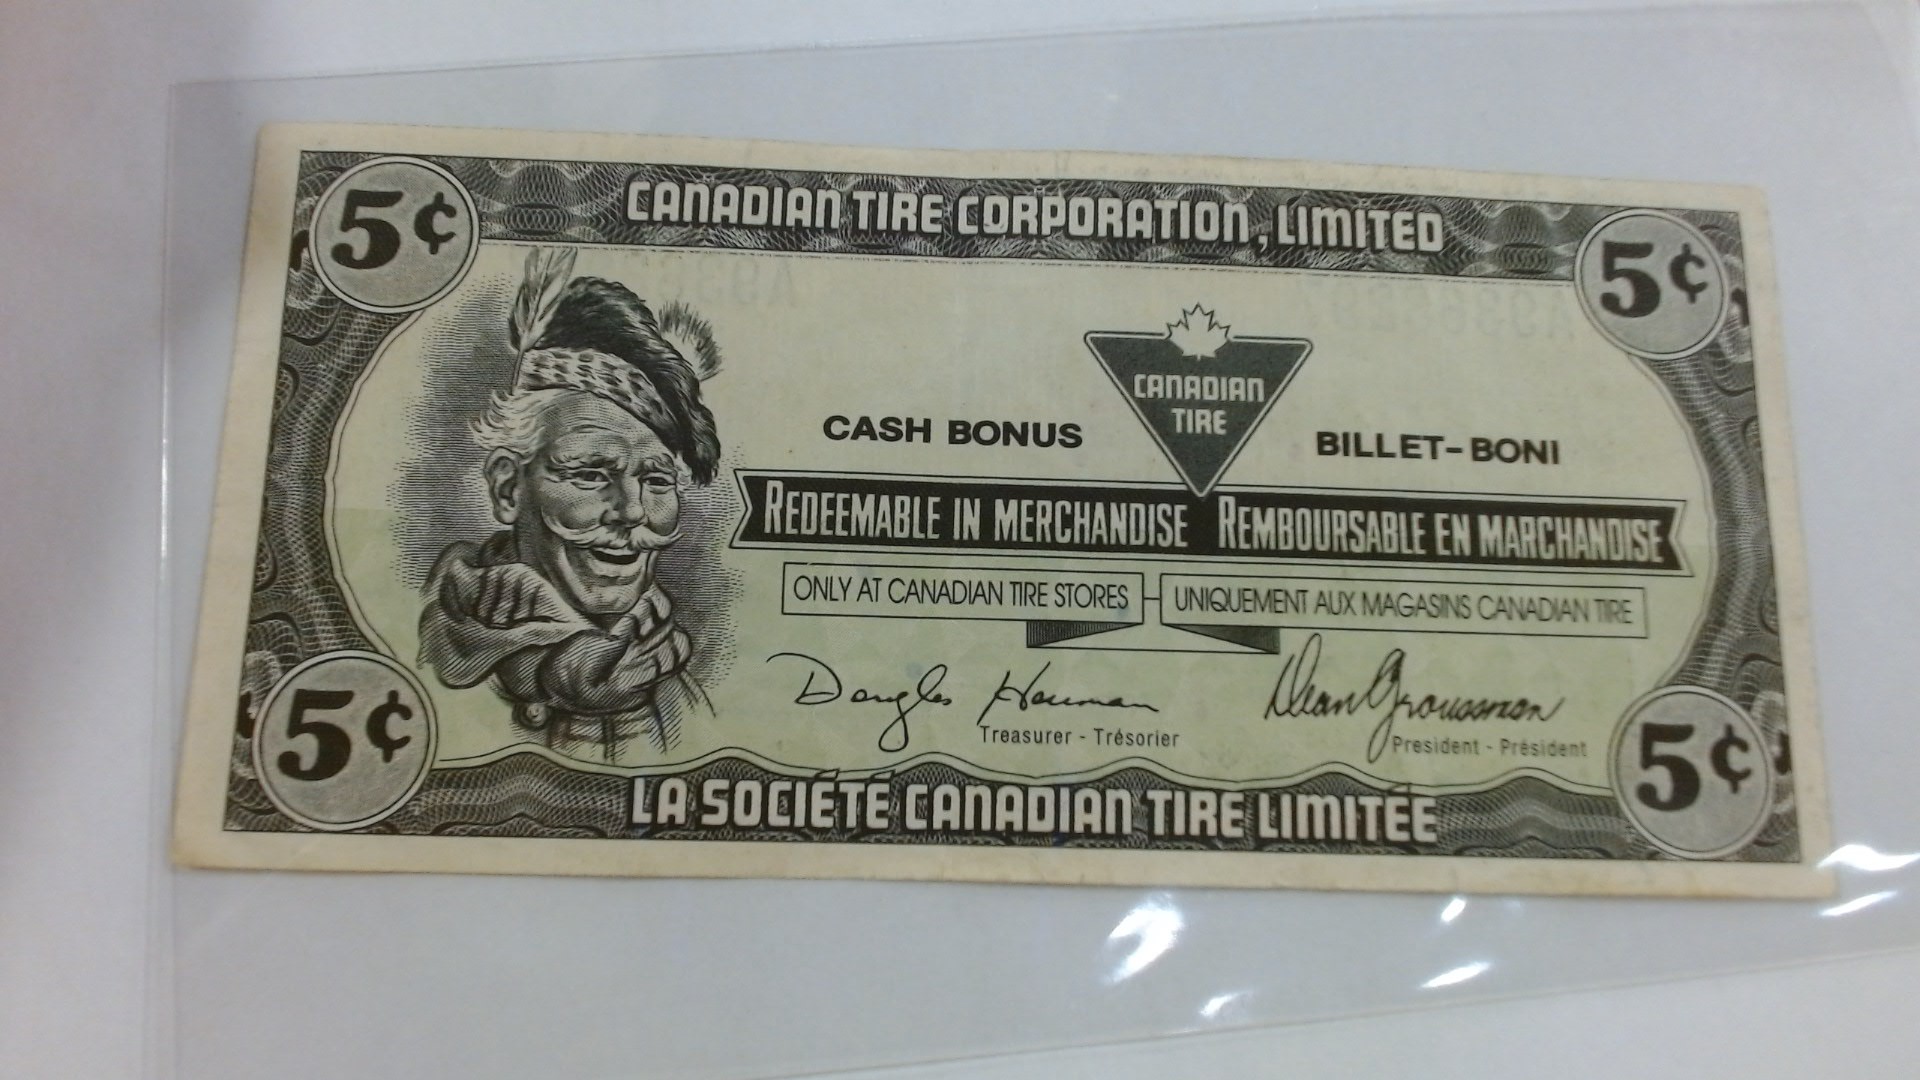 5¢
CANADIAN TIRE CORPORATION, LIMITED
5¢
CANADIAN
TIRE
CASH BONUS
BILLET-BONI
REDEEMABLE IN MERCHANDISE REMBOURSABLE EN MARCHANDISE
ONLY AT CANADIAN TIRE STORES
UNIQUEMENT AUX MAGASINS CANADIAN TIRE
Dean Groussman
Treasurer - Trésorier
President - Président
5¢
LA SOCIÉTÉ CANADIAN TIRE LIMITÉE
5¢